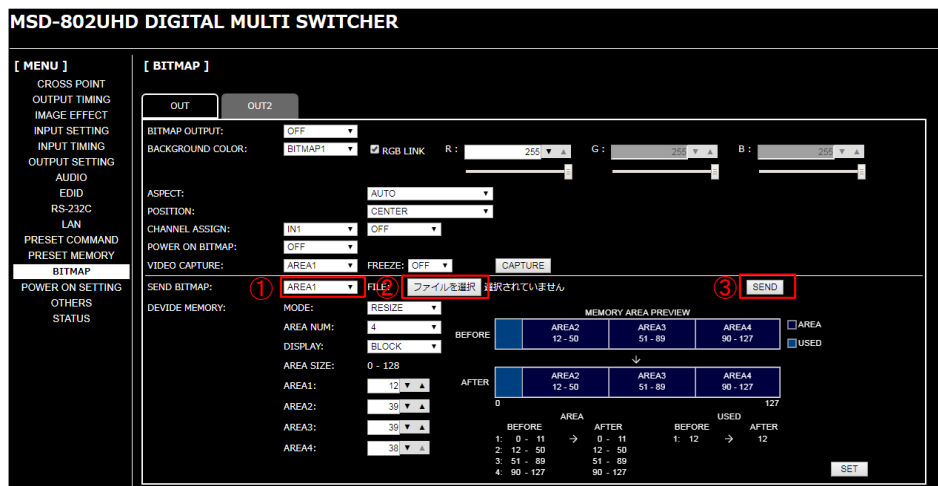 MSD-802UHD DIGITAL MULTI SWITCHER
[ MENU ]
CROSS POINT
OUTPUT TIMING
IMAGE EFFECT
INPUT SETTING
INPUT TIMING
OUTPUT SETTING
AUDIO
EDID
RS-232C
LAN
PRESET COMMAND
PRESET MEMORY
BITMAP
POWER ON SETTING
OTHERS
STATUS
[ BITMAP ]
OUT OUT2
BITMAP OUTPUT: OFF
BACKGROUND COLOR: BITMAP1 RGB LINK R : 255 G : 255 B : 255
ASPECT: AUTO
POSITION: CENTER
CHANNEL ASSIGN: IN1 OFF
POWER ON BITMAP: OFF
VIDEO CAPTURE: AREA1 FREEZE: OFF CAPTURE
SEND BITMAP: ① AREA1 FILE: ② ファイルを選択 選択されていません ③ SEND
DEVIDE MEMORY: MODE: RESIZE
AREA NUM: 4
DISPLAY: BLOCK
AREA SIZE: 0 - 128
AREA1: 12
AREA2: 39
AREA3: 39
AREA4: 38
MEMORY AREA PREVIEW
BEFORE AREA2 AREA3 AREA4 AREA
12 - 50 51 - 89 90 - 127 USED
↓
AFTER AREA2 AREA3 AREA4
12 - 50 51 - 89 90 - 127
0 127
AREA USED
BEFORE AFTER BEFORE AFTER
1: 0 - 11 → 0 - 11 1: 12 → 12
2: 12 - 50 12 - 50
3: 51 - 89 51 - 89
4: 90 - 127 90 - 127
SET